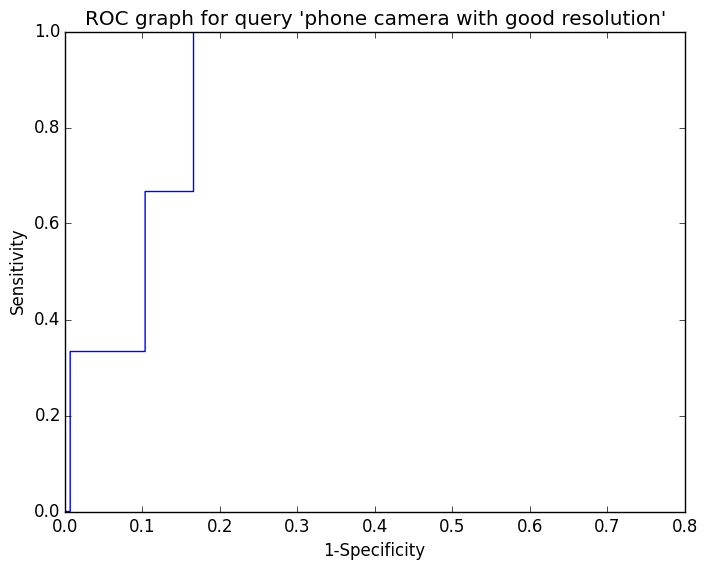 ROC graph for query 'phone camera with good resolution'
1.0
0.8
0.6
0.4
0.2
0.0
Sensitivity
0.0 0.1 0.2 0.3 0.4 0.5 0.6 0.7 0.8
1-Specificity